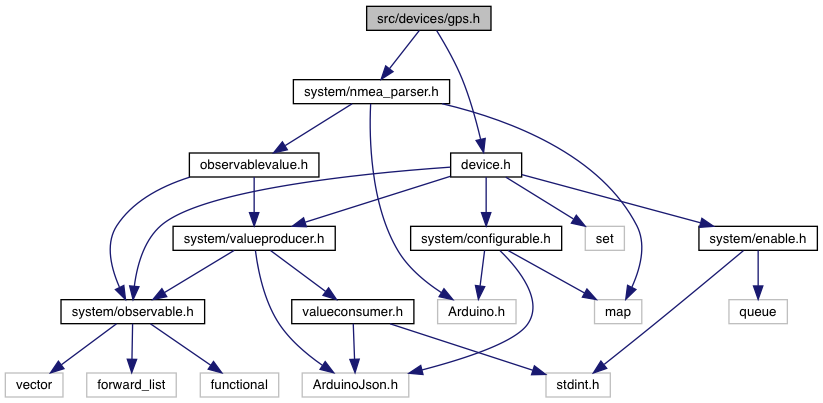 src/devices/gps.h
system/nmea_parser.h
observablevalue.h
device.h
system/valueproducer.h
system/configurable.h
set
system/enable.h
system/observable.h
valueconsumer.h
Arduino.h
map
queue
vector
forward_list
functional
ArduinoJson.h
stdint.h